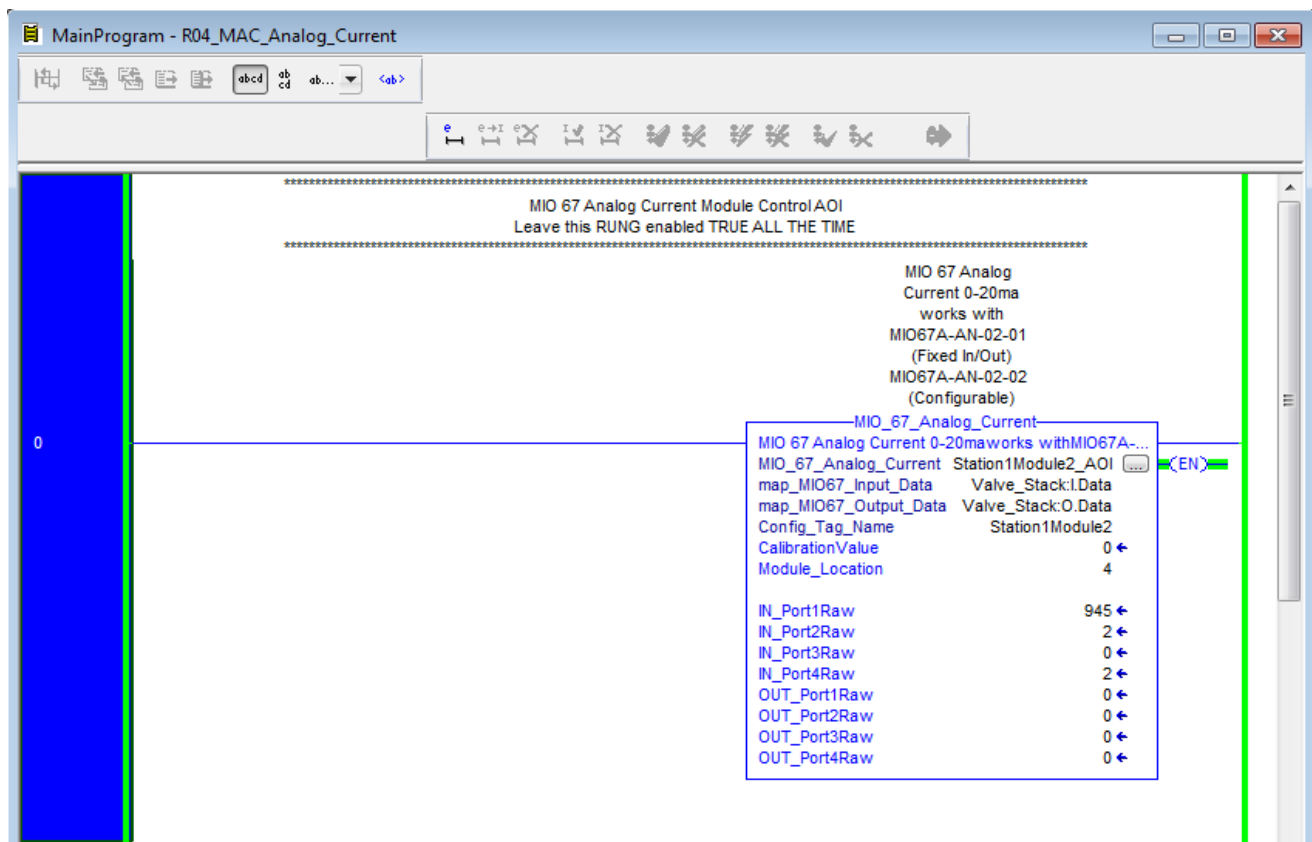 MainProgram - R04_MAC_Analog_Current
abcd ab cd ab... <ab>
e e→I e I I
********************************************************************************************************************************
MIO 67 Analog Current Module Control AOI
Leave this RUNG enabled TRUE ALL THE TIME
********************************************************************************************************************************
MIO 67 Analog
Current 0-20ma
works with
MIO67A-AN-02-01
(Fixed In/Out)
MIO67A-AN-02-02
(Configurable)
MIO_67_Analog_Current
0
MIO 67 Analog Current 0-20maworks withMIO67A-...
MIO_67_Analog_Current Station1Module2_AOI ... (EN)
map_MIO67_Input_Data Valve_Stack:I.Data
map_MIO67_Output_Data Valve_Stack:O.Data
Config_Tag_Name Station1Module2
CalibrationValue 0 ←
Module_Location 4
IN_Port1Raw 945 ←
IN_Port2Raw 2 ←
IN_Port3Raw 0 ←
IN_Port4Raw 2 ←
OUT_Port1Raw 0 ←
OUT_Port2Raw 0 ←
OUT_Port3Raw 0 ←
OUT_Port4Raw 0 ←